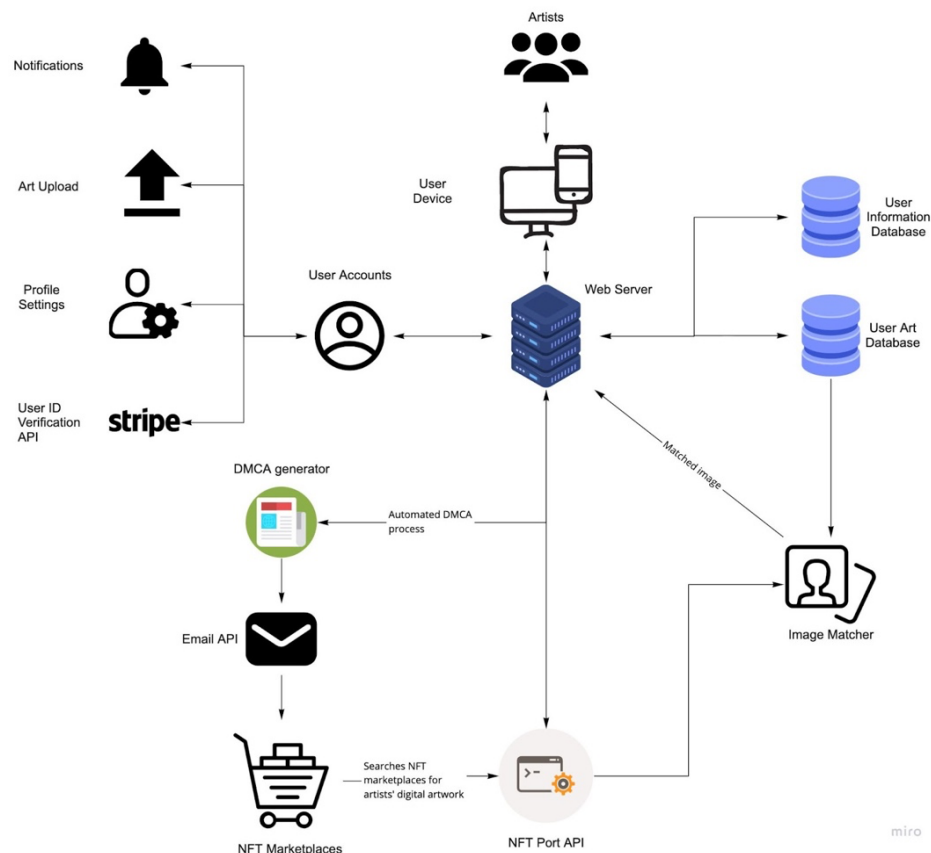 Artists
Notifications
Art Upload
User
Device
User
Information
Database
Profile
Settings
User Accounts
Web Server
User Art
Database
User ID
Verification
API
stripe
Matched image
DMCA generator
Automated DMCA
process
Email API
Image Matcher
Searches NFT
marketplaces for
artists' digital artwork
NFT Marketplaces
NFT Port API
miro